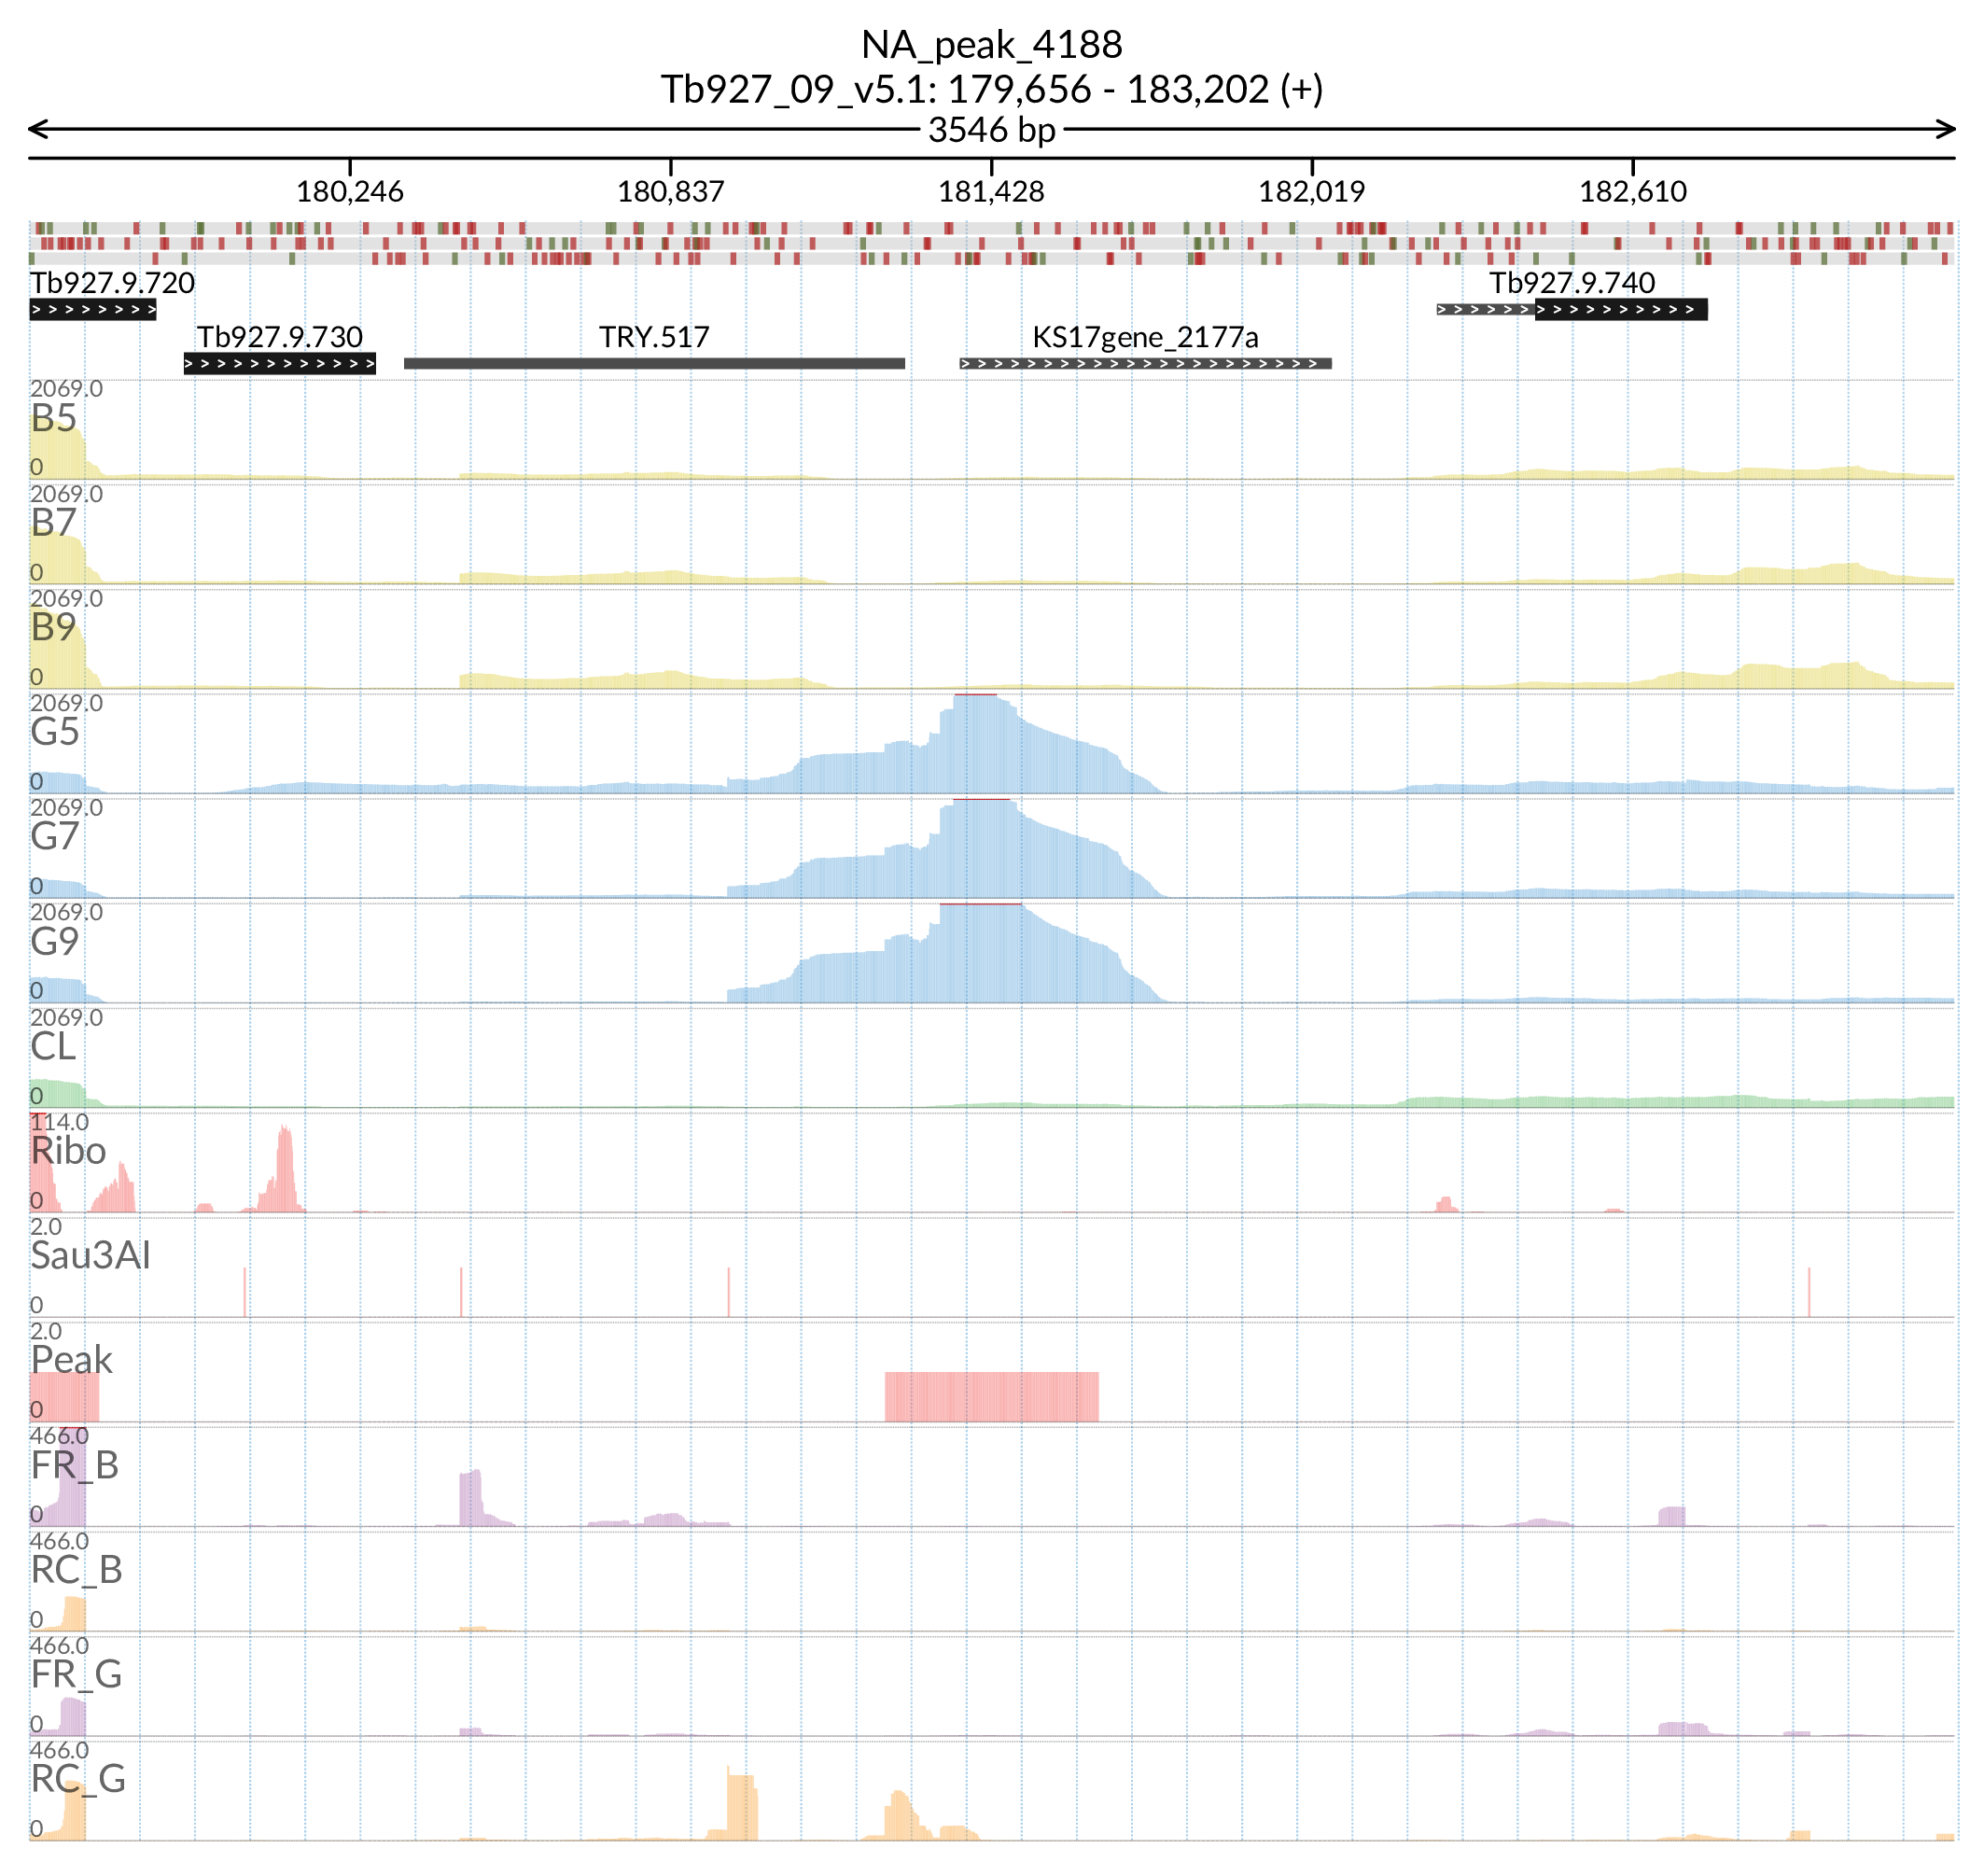 NA_peak_4188
Tb927_09_v5.1: 179,656 - 183,202 (+)
3546 bp
180,246 180,837 181,428 182,019 182,610
Tb927.9.720 Tb927.9.740
Tb927.9.730 TRY.517 KS17gene_2177a
2069.0
B5
0
2069.0
B7
0
2069.0
B9
0
2069.0
G5
0
2069.0
G7
0
2069.0
G9
0
2069.0
CL
0
114.0
Ribo
0
2.0
Sau3AI
0
2.0
Peak
0
466.0
FR_B
0
466.0
RC_B
0
466.0
FR_G
0
466.0
RC_G
0